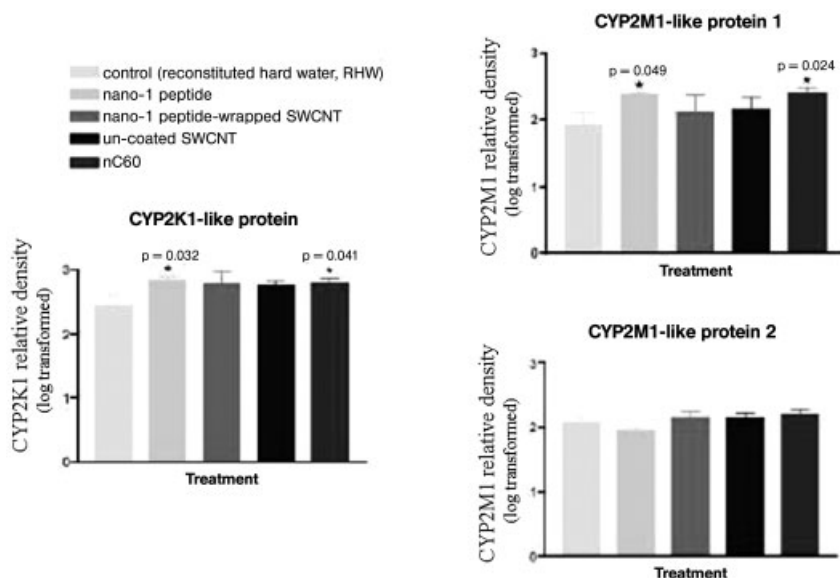 control (reconstituted hard water, RHW)
nano-1 peptide
nano-1 peptide-wrapped SWCNT
un-coated SWCNT
nC60
CYP2K1-like protein
p = 0.032
*
p = 0.041
*
CYP2K1 relative density
(log transformed)
3
2
1
0
Treatment
CYP2M1-like protein 1
p = 0.049
*
p = 0.024
*
CYP2M1 relative density
(log transformed)
3
2
1
0
Treatment
CYP2M1-like protein 2
CYP2M1 relative density
(log transformed)
3
2
1
0
Treatment